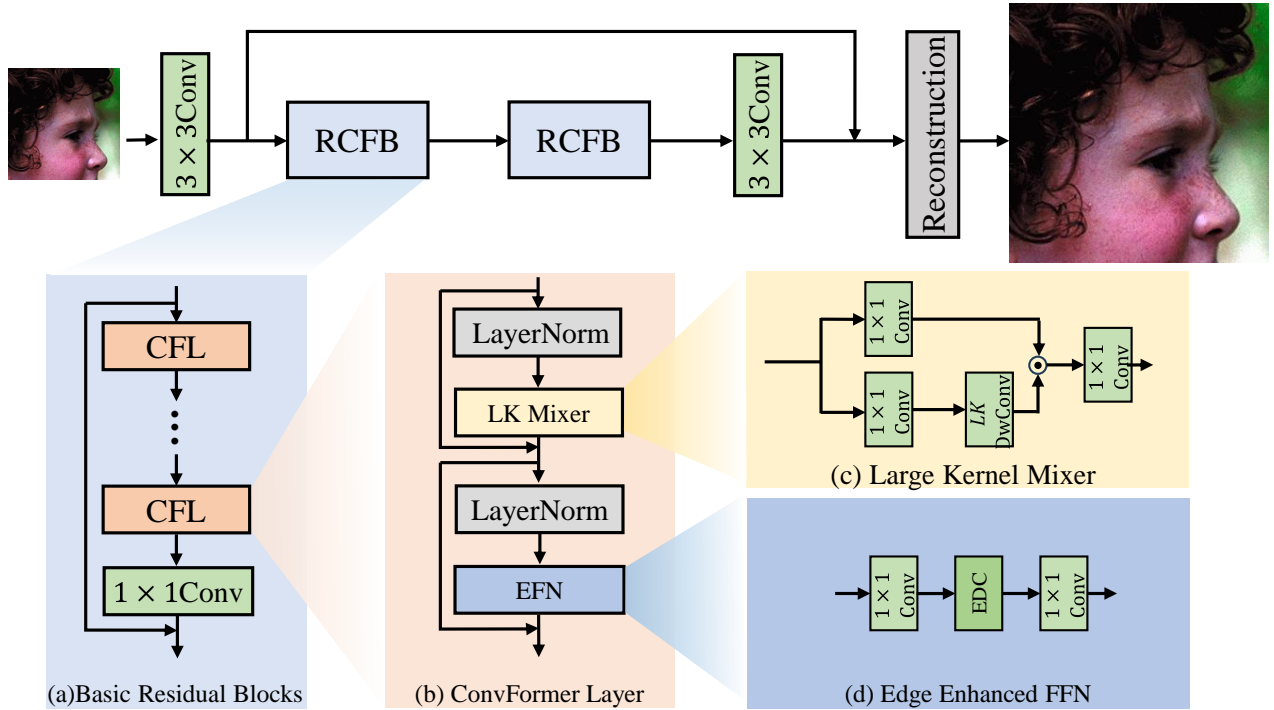 3 × 3Conv
RCFB
RCFB
3 × 3Conv
Reconstruction
CFL
CFL
1 × 1Conv
(a)Basic Residual Blocks
LayerNorm
LK Mixer
LayerNorm
EFN
(b) ConvFormer Layer
1 × 1
Conv
1 × 1
Conv
LK
DwConv
1 × 1
Conv
(c) Large Kernel Mixer
1 × 1
Conv
EDC
1 × 1
Conv
(d) Edge Enhanced FFN